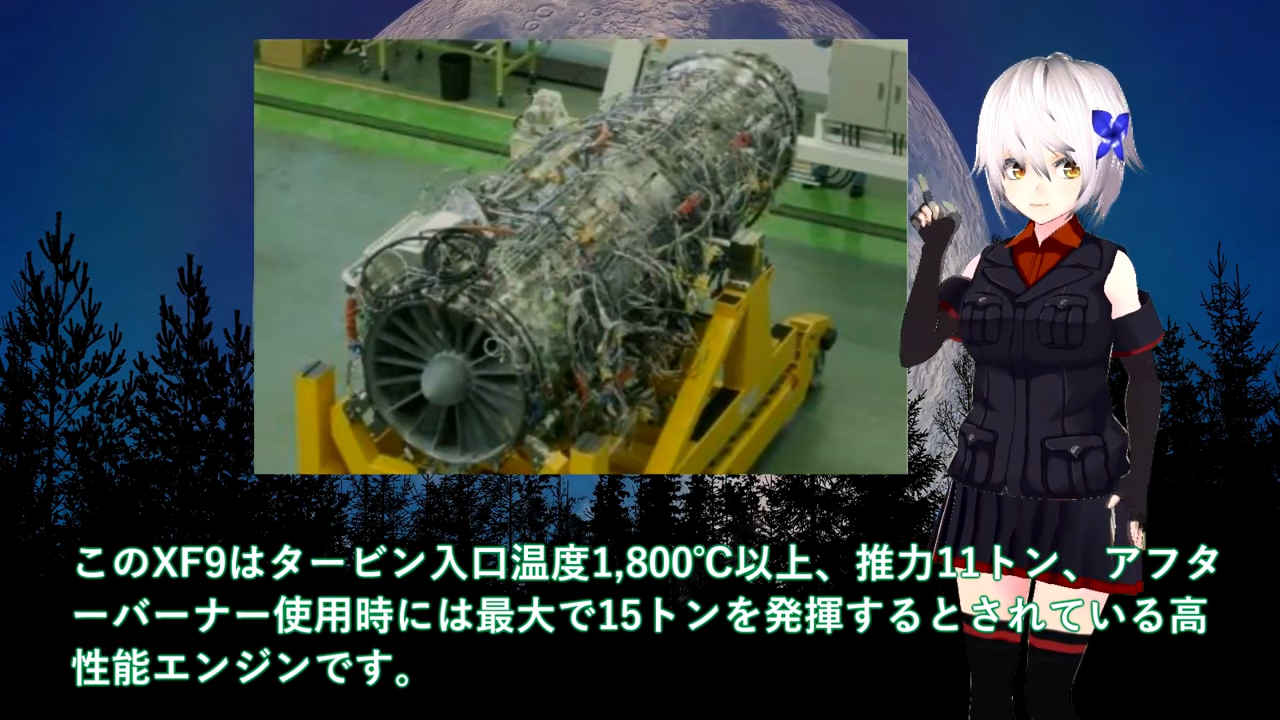 このXF9はタービン入口温度1,800℃以上、推力11トン、アフタ
ーバーナー使用時には最大で15トンを発揮するとされている高
性能エンジンです。